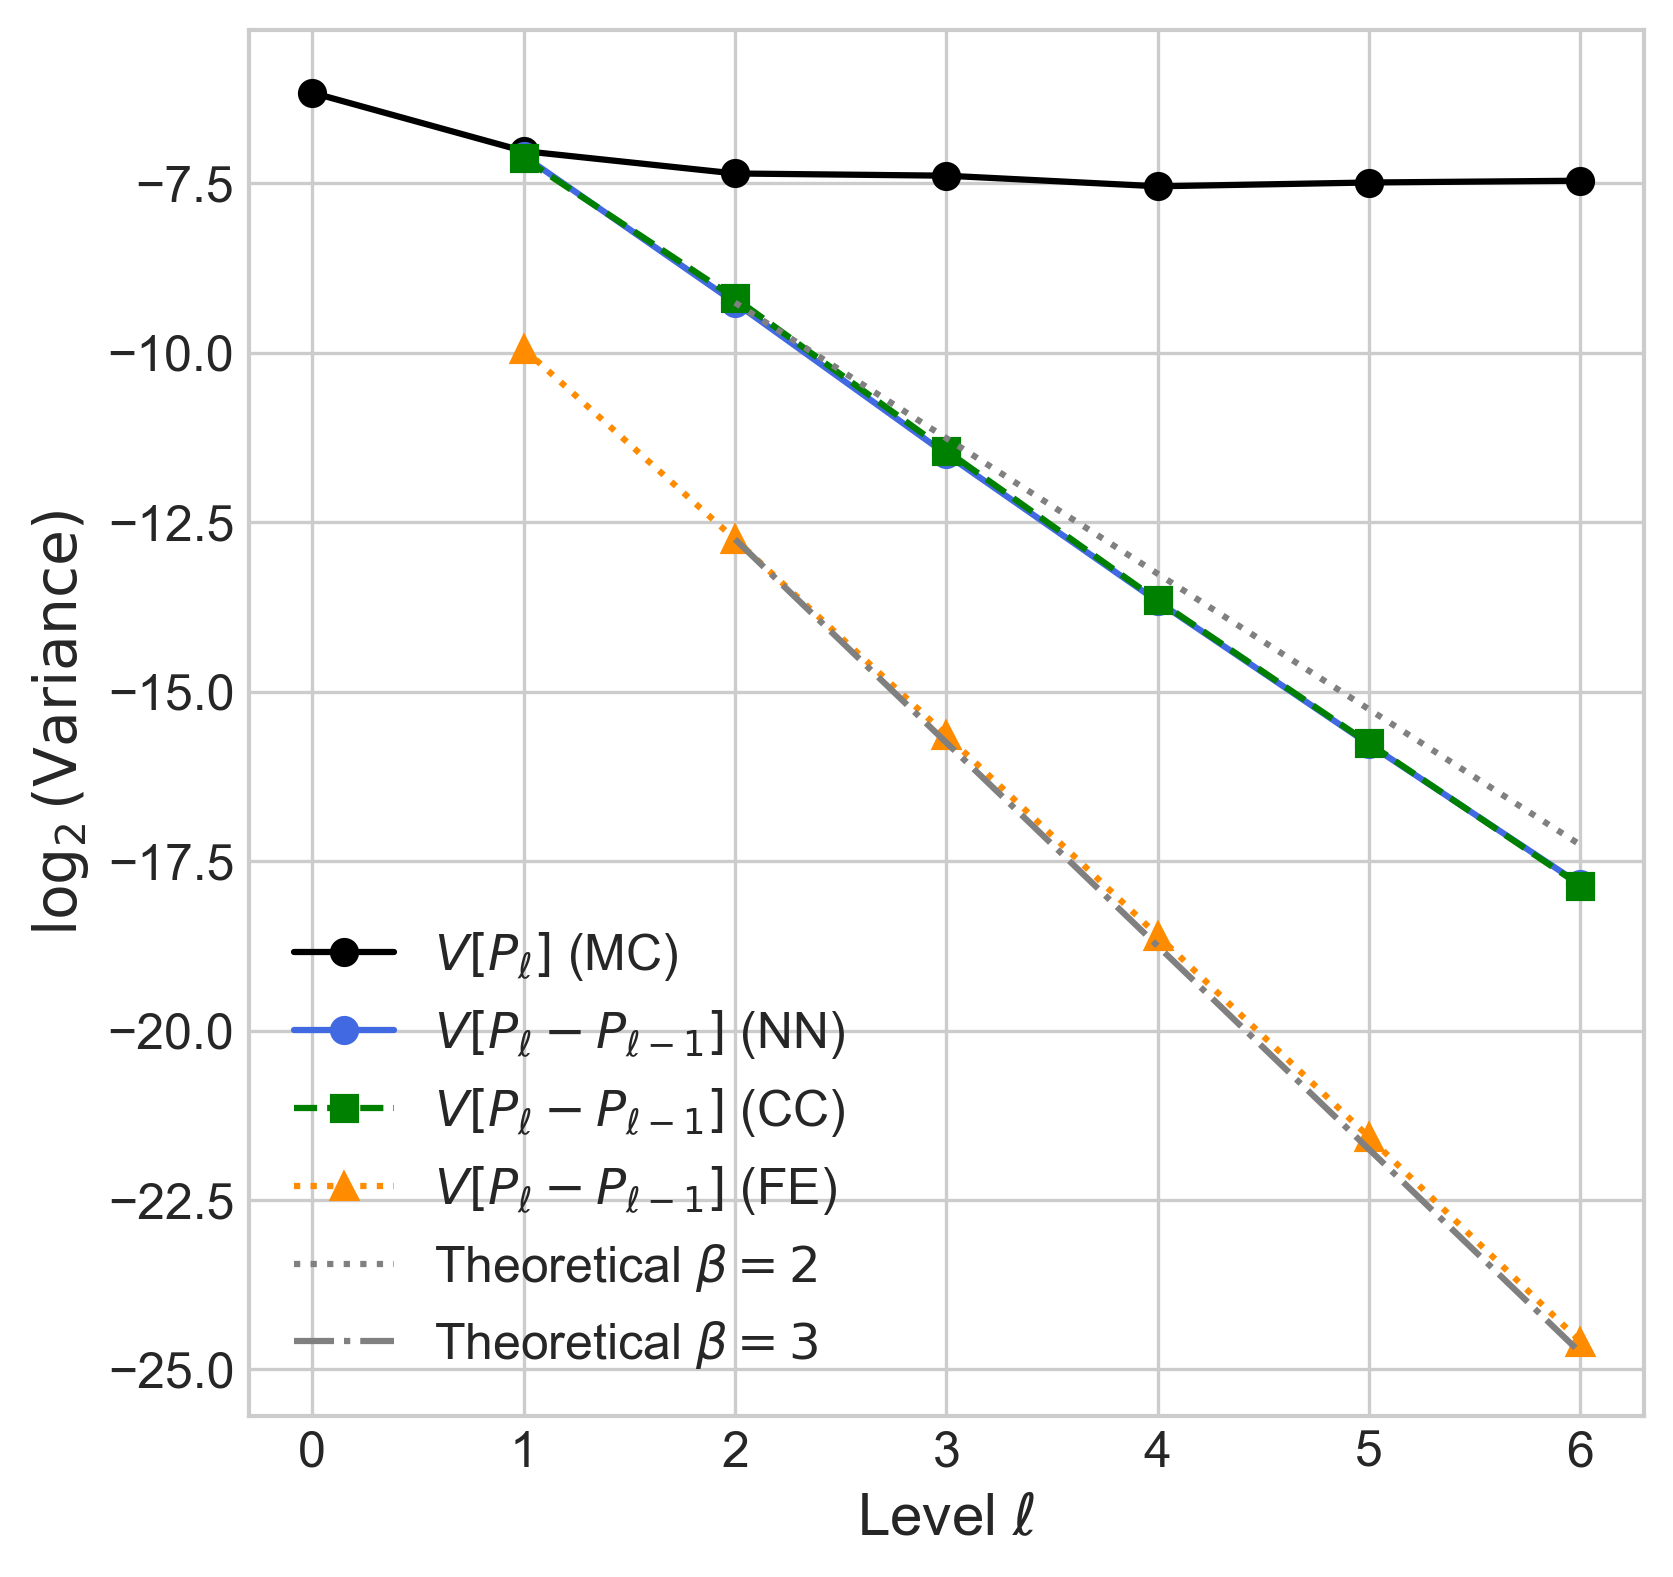 log₂ (Variance)
−7.5
−10.0
−12.5
−15.0
−17.5
−20.0
−22.5
−25.0
V[Pℓ] (MC)
V[Pℓ − Pℓ−1] (NN)
V[Pℓ − Pℓ−1] (CC)
V[Pℓ − Pℓ−1] (FE)
Theoretical β = 2
Theoretical β = 3
0 1 2 3 4 5 6
Level ℓ